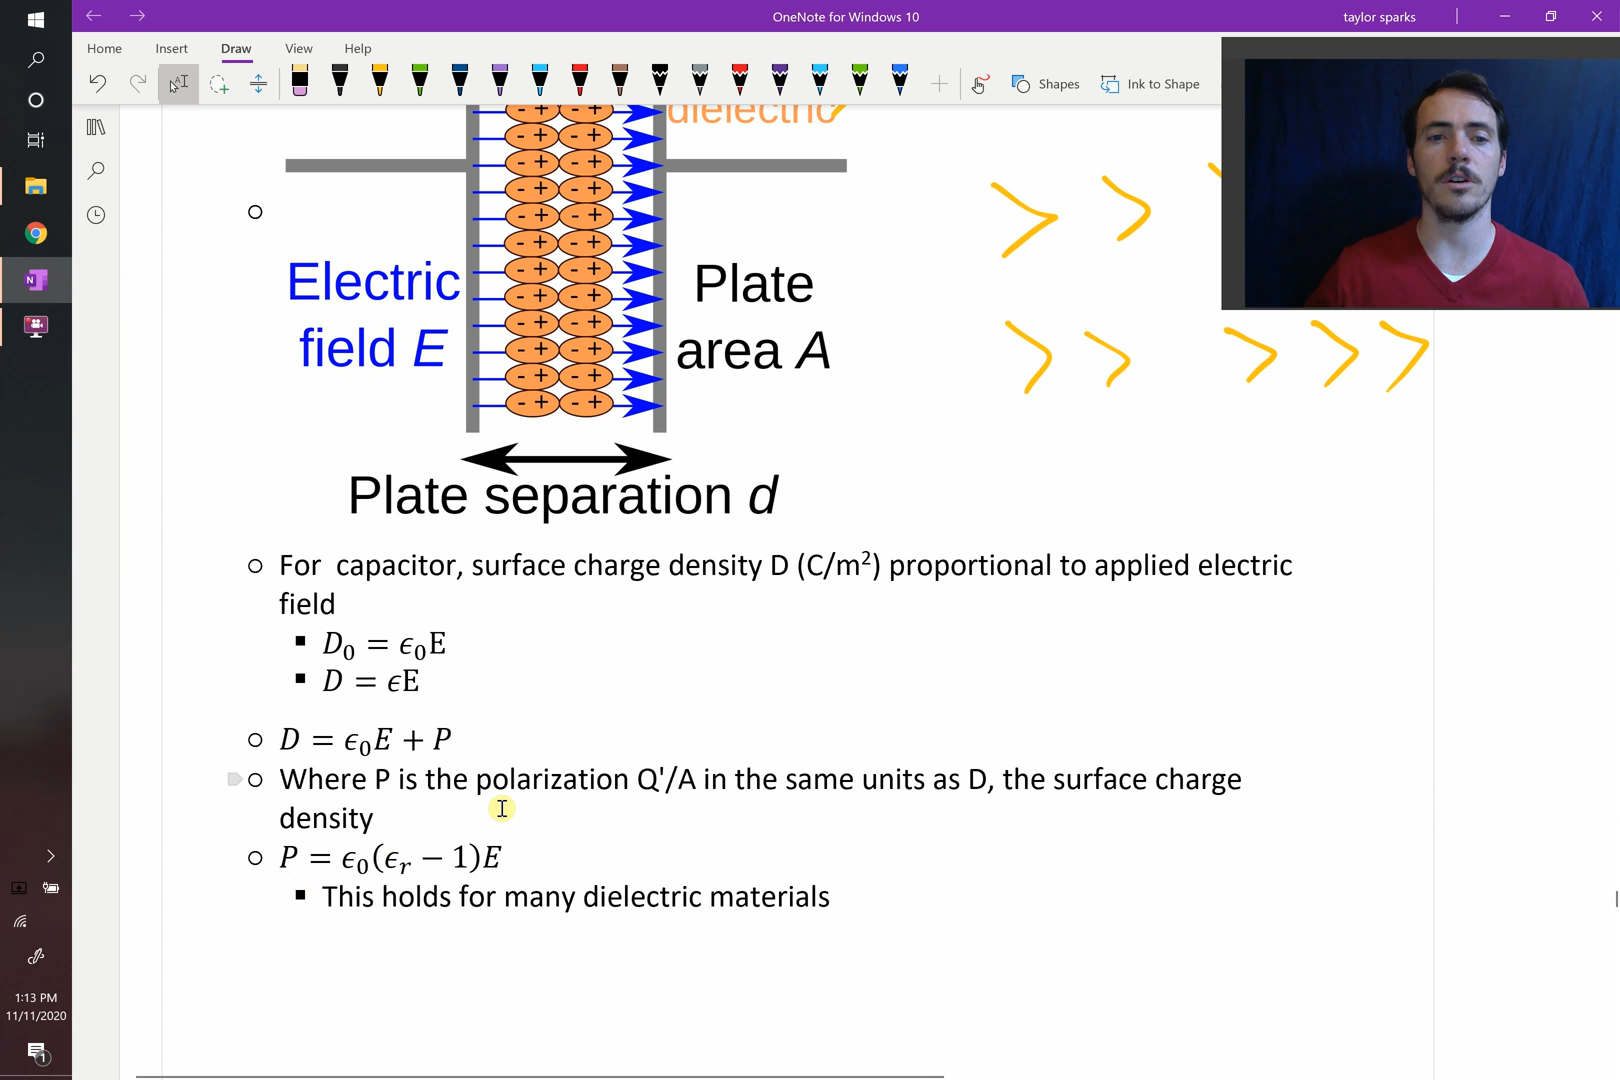 OneNote for Windows 10
taylor sparks
Home Insert Draw View Help
Shapes
Ink to Shape
dielectric
- + - +
- + - +
- + - +
- + - +
- + - +
- + - +
- + - +
- + - +
- + - +
- + - +
- + - +
- + - +
Electric
field E
Plate
area A
Plate separation d
For capacitor, surface charge density D (C/m²) proportional to applied electric
field
D₀ = ϵ₀E
D = ϵE
D = ϵ₀E + P
Where P is the polarization Q'/A in the same units as D, the surface charge
density
P = ϵ₀(ϵᵣ − 1)E
This holds for many dielectric materials
1:13 PM
11/11/2020
1